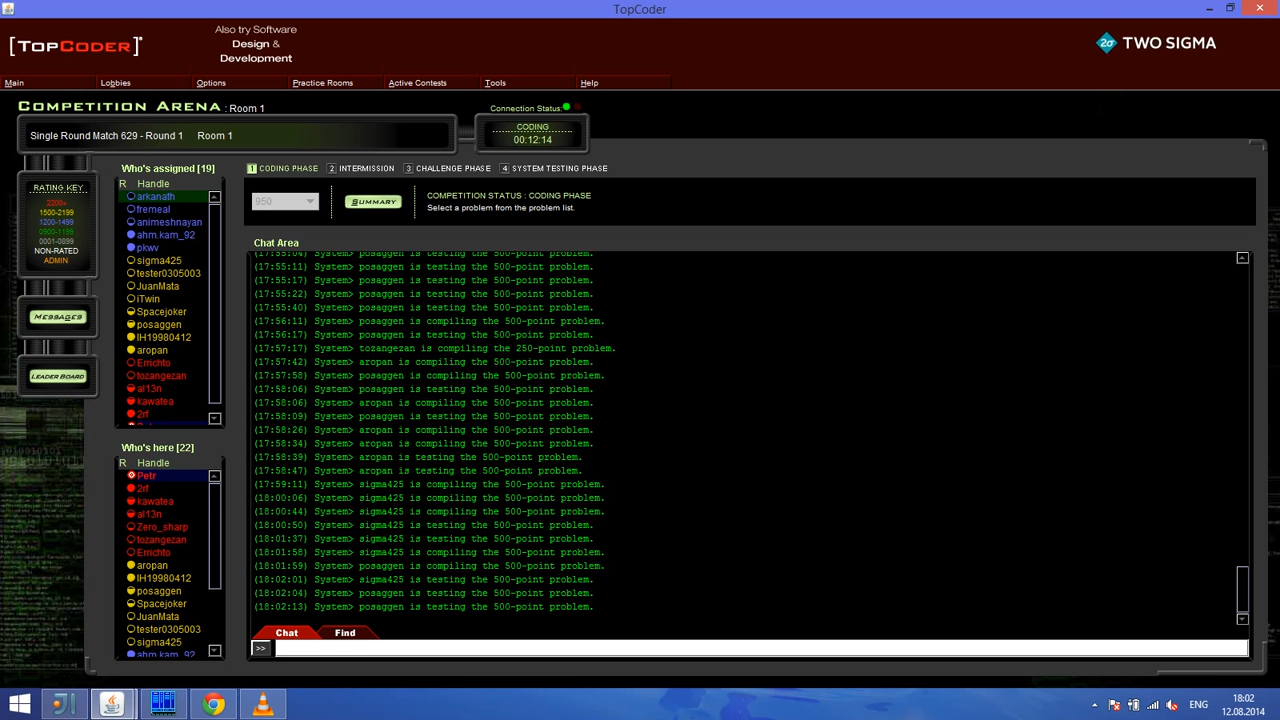 TopCoder
[TOPCODER]®
Also try Software
Design &
Development
2σ TWO SIGMA
Main Lobbies Options Practice Rooms Active Contests Tools Help
COMPETITION ARENA : Room 1
Connection Status:
Single Round Match 629 - Round 1 Room 1
CODING
00:12:14
RATING KEY
2200+
1500-2199
1200-1499
0900-1199
0001-0899
NON-RATED
ADMIN
MESSAGES
LEADER BOARD
Who's assigned [19]
R Handle
arkanath
fremeal
animeshnayan
ahm.kam_92
pkwv
sigma425
tester0305003
JuanMata
iTwin
Spacejoker
posaggen
IH19980412
aropan
Errichto
tozangezan
al13n
kawatea
2rf
Who's here [22]
R Handle
Petr
2rf
kawatea
al13n
Zero_sharp
tozangezan
Errichto
aropan
IH19980412
posaggen
Spacejoker
JuanMata
tester0305003
sigma425
ahm.kam_92
1 CODING PHASE 2 INTERMISSION 3 CHALLENGE PHASE 4 SYSTEM TESTING PHASE
950
SUMMARY
COMPETITION STATUS : CODING PHASE
Select a problem from the problem list.
Chat Area
(17:55:04) System> posaggen is testing the 500-point problem.
(17:55:11) System> posaggen is testing the 500-point problem.
(17:55:17) System> posaggen is testing the 500-point problem.
(17:55:22) System> posaggen is testing the 500-point problem.
(17:55:40) System> posaggen is testing the 500-point problem.
(17:56:11) System> posaggen is compiling the 500-point problem.
(17:56:17) System> posaggen is testing the 500-point problem.
(17:57:17) System> tozangezan is compiling the 250-point problem.
(17:57:42) System> aropan is compiling the 500-point problem.
(17:57:58) System> posaggen is compiling the 500-point problem.
(17:58:06) System> posaggen is testing the 500-point problem.
(17:58:06) System> aropan is compiling the 500-point problem.
(17:58:09) System> posaggen is testing the 500-point problem.
(17:58:26) System> aropan is compiling the 500-point problem.
(17:58:34) System> aropan is compiling the 500-point problem.
(17:58:39) System> aropan is testing the 500-point problem.
(17:58:47) System> aropan is testing the 500-point problem.
(17:59:11) System> sigma425 is compiling the 500-point problem.
(18:00:06) System> sigma425 is compiling the 500-point problem.
(18:00:44) System> sigma425 is compiling the 500-point problem.
(18:00:50) System> sigma425 is testing the 500-point problem.
(18:01:37) System> sigma425 is testing the 500-point problem.
(18:01:58) System> sigma425 is compiling the 500-point problem.
(18:01:59) System> posaggen is compiling the 500-point problem.
(18:02:01) System> sigma425 is testing the 500-point problem.
(18:02:04) System> posaggen is testing the 500-point problem.
(18:02:13) System> posaggen is testing the 500-point problem.
Chat Find
>>
ENG
18:02
12.08.2014